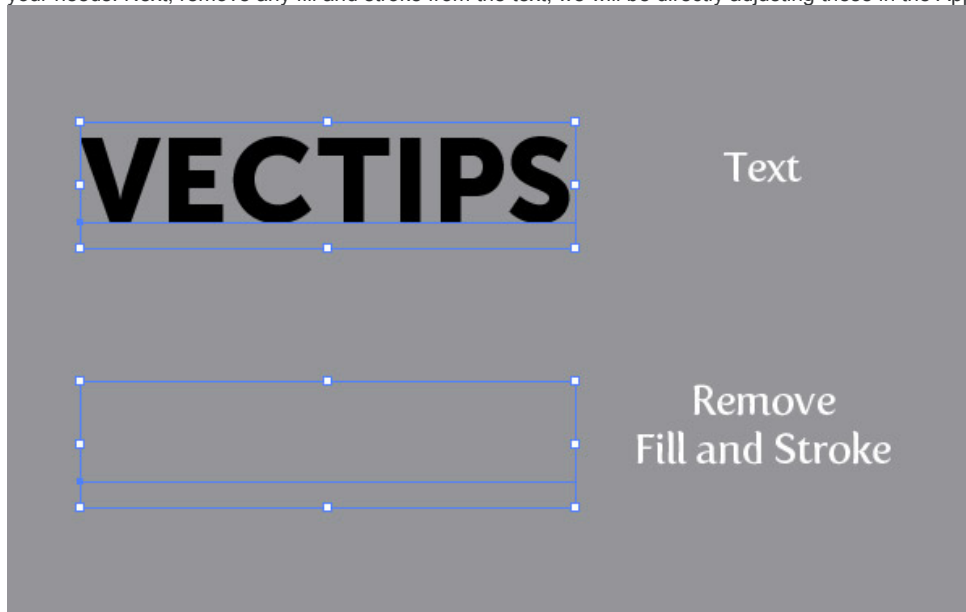 your needs. Next, remove any fill and stroke from the text, we will be directly adjusting these in the App
VECTIPS
Text
Remove
Fill and Stroke